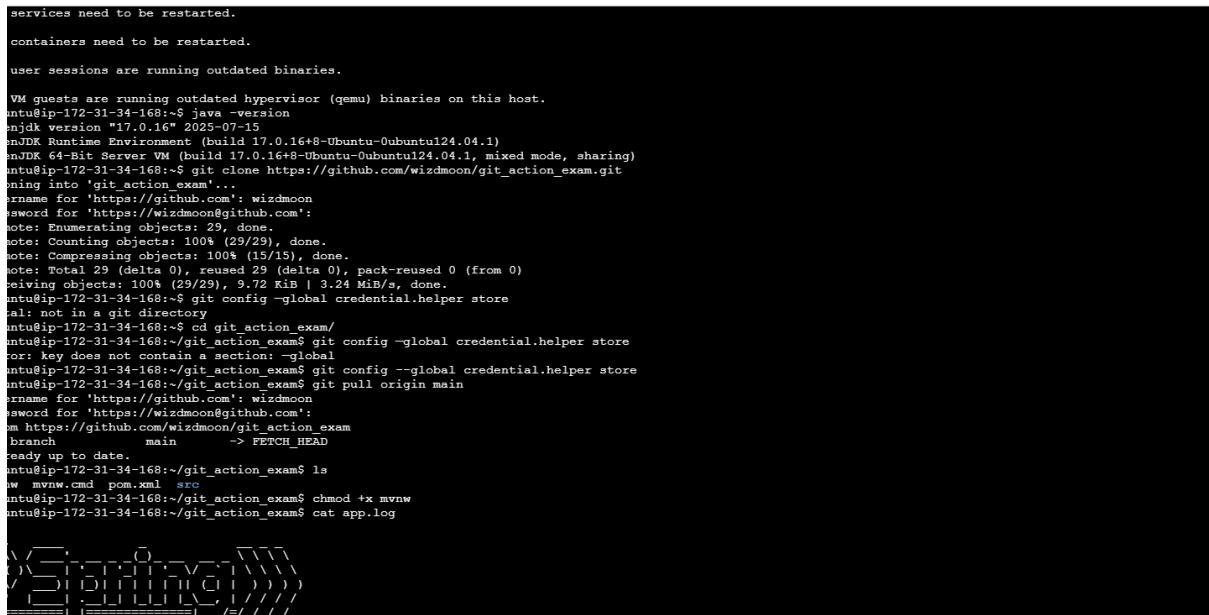 services need to be restarted.
containers need to be restarted.
user sessions are running outdated binaries.
VM guests are running outdated hypervisor (qemu) binaries on this host.
untu@ip-172-31-34-168:~$ java -version
enjdk version "17.0.16" 2025-07-15
enJDK Runtime Environment (build 17.0.16+8-Ubuntu-0ubuntu124.04.1)
enJDK 64-Bit Server VM (build 17.0.16+8-Ubuntu-0ubuntu124.04.1, mixed mode, sharing)
untu@ip-172-31-34-168:~$ git clone https://github.com/wizdmoon/git_action_exam.git
oning into 'git_action_exam'...
ername for 'https://github.com': wizdmoon
ssword for 'https://wizdmoon@github.com':
mote: Enumerating objects: 29, done.
mote: Counting objects: 100% (29/29), done.
mote: Compressing objects: 100% (15/15), done.
mote: Total 29 (delta 0), reused 29 (delta 0), pack-reused 0 (from 0)
ceiving objects: 100% (29/29), 9.72 KiB | 3.24 MiB/s, done.
untu@ip-172-31-34-168:~$ git config —global credential.helper store
tal: not in a git directory
untu@ip-172-31-34-168:~$ cd git_action_exam/
untu@ip-172-31-34-168:~/git_action_exam$ git config —global credential.helper store
ror: key does not contain a section: —global
untu@ip-172-31-34-168:~/git_action_exam$ git config --global credential.helper store
untu@ip-172-31-34-168:~/git_action_exam$ git pull origin main
ername for 'https://github.com': wizdmoon
ssword for 'https://wizdmoon@github.com':
om https://github.com/wizdmoon/git_action_exam
branch main -> FETCH_HEAD
ready up to date.
untu@ip-172-31-34-168:~/git_action_exam$ ls
nw mvnw.cmd pom.xml src
untu@ip-172-31-34-168:~/git_action_exam$ chmod +x mvnw
untu@ip-172-31-34-168:~/git_action_exam$ cat app.log
Spring